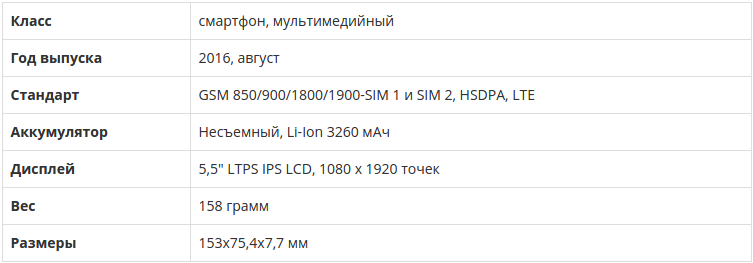 Класс смартфон, мультимедийный
Год выпуска 2016, август
Стандарт GSM 850/900/1800/1900-SIM 1 и SIM 2, HSDPA, LTE
Аккумулятор Несъемный, Li-Ion 3260 мАч
Дисплей 5,5" LTPS IPS LCD, 1080 x 1920 точек
Вес 158 грамм
Размеры 153x75,4x7,7 мм